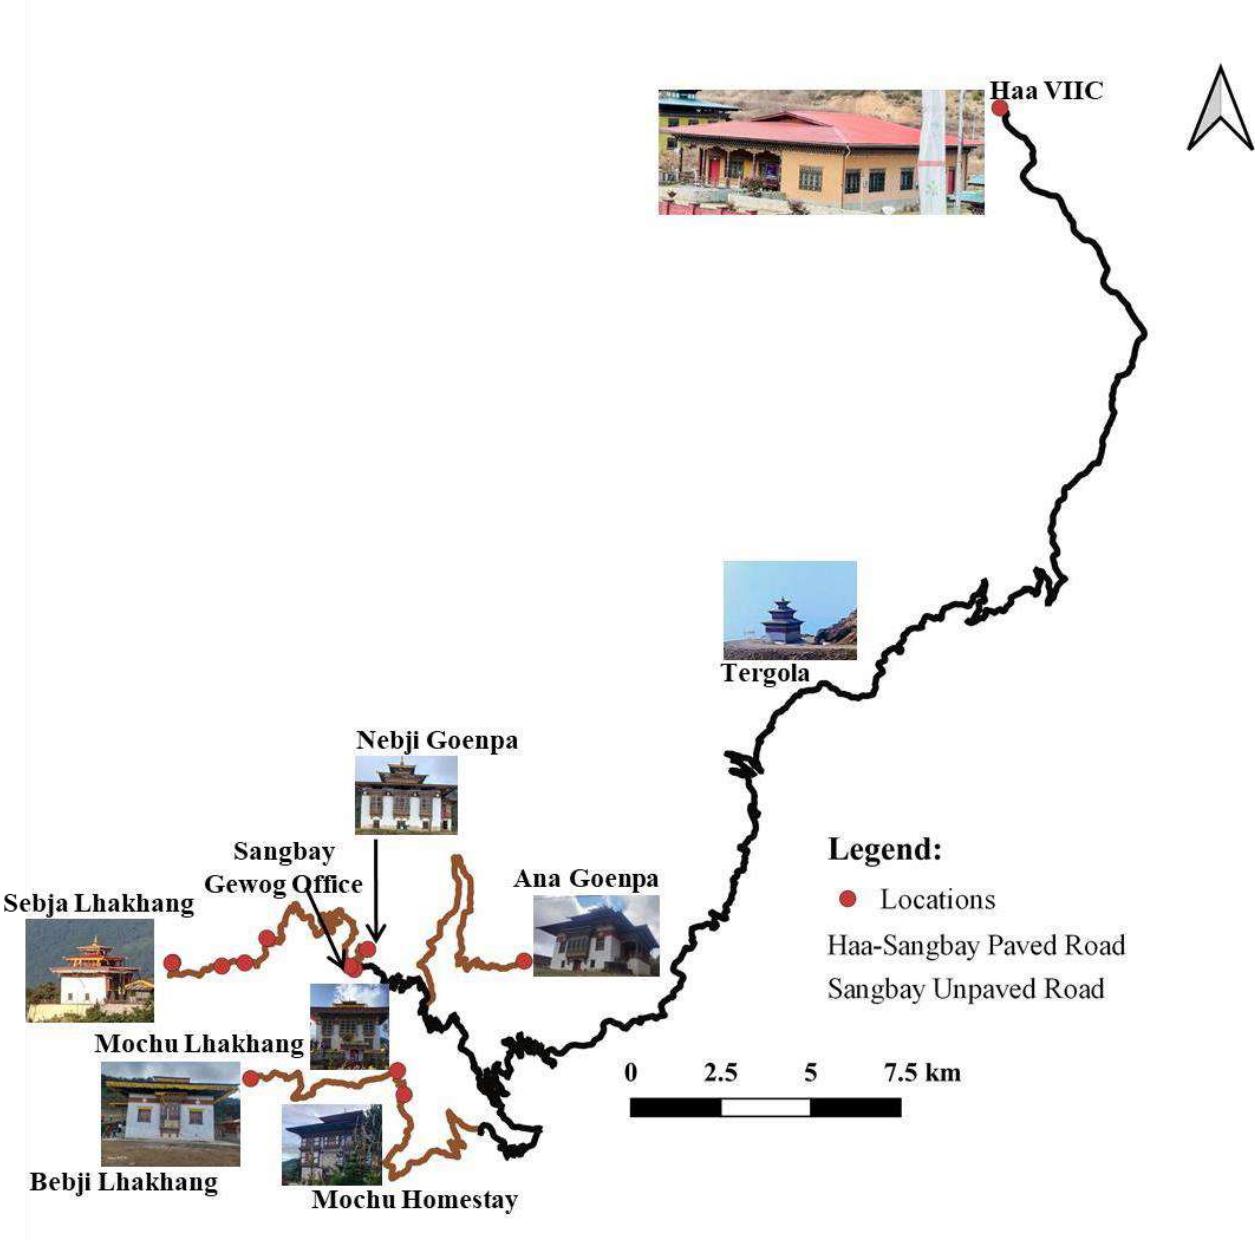 Haa VIIC
Tergola
Nebji Goenpa
Sangbay
Gewog Office
Ana Goenpa
Sebja Lhakhang
Legend:
Locations
Haa-Sangbay Paved Road
Sangbay Unpaved Road
Mochu Lhakhang
0 2.5 5 7.5 km
Bebji Lhakhang
Mochu Homestay